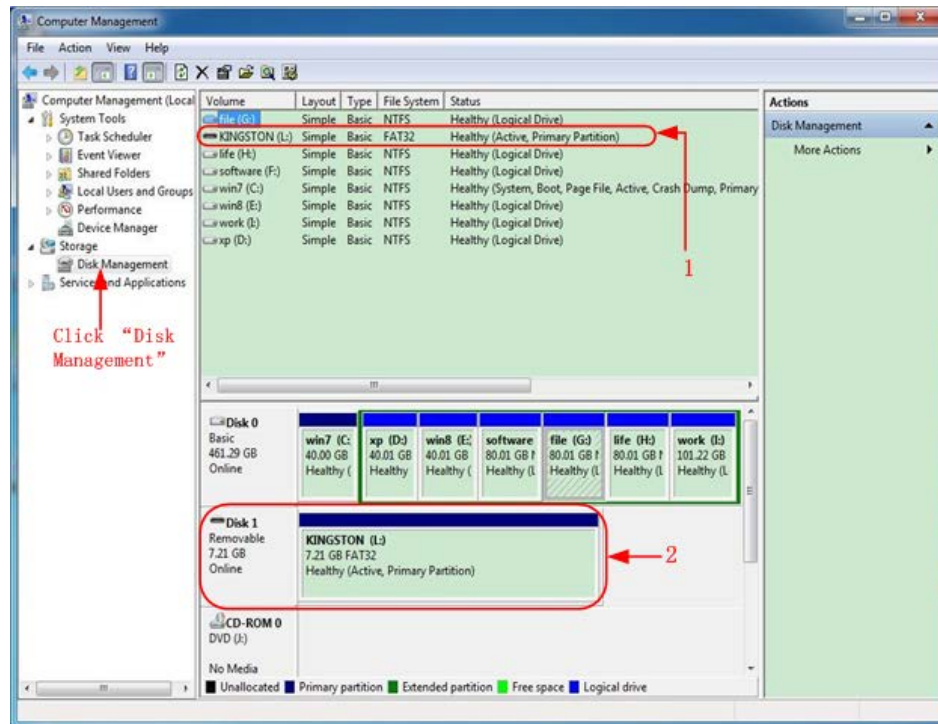 Computer Management
File Action View Help
Computer Management (Local
System Tools
Task Scheduler
Event Viewer
Shared Folders
Local Users and Groups
Performance
Device Manager
Storage
Disk Management
Services and Applications
Click “Disk
Management”
Volume Layout Type File System Status
file (G:) Simple Basic NTFS Healthy (Logical Drive)
KINGSTON (L:) Simple Basic FAT32 Healthy (Active, Primary Partition)
life (H:) Simple Basic NTFS Healthy (Logical Drive)
software (F:) Simple Basic NTFS Healthy (Logical Drive)
win7 (C:) Simple Basic NTFS Healthy (System, Boot, Page File, Active, Crash Dump, Primary
win8 (E:) Simple Basic NTFS Healthy (Logical Drive)
work (I:) Simple Basic NTFS Healthy (Logical Drive)
xp (D:) Simple Basic NTFS Healthy (Logical Drive)
1
Actions
Disk Management
More Actions
Disk 0
Basic
461.29 GB
Online
win7 (C:
40.00 GB
Healthy (
xp (D:)
40.01 GB
Healthy
win8 (E:
40.01 GB
Healthy (
software
80.01 GB N
Healthy (L
file (G:)
80.01 GB N
Healthy (L
life (H:)
80.01 GB N
Healthy (L
work (I:)
101.22 GB
Healthy (L
Disk 1
Removable
7.21 GB
Online
KINGSTON (L:)
7.21 GB FAT32
Healthy (Active, Primary Partition)
2
CD-ROM 0
DVD (J:)
No Media
Unallocated Primary partition Extended partition Free space Logical drive